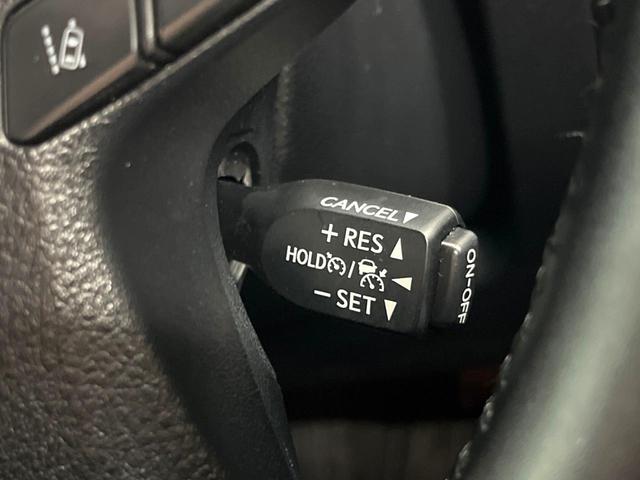 CANCEL▼
+ RES ▲
HOLD / ◄
− SET ▼
ON-OFF